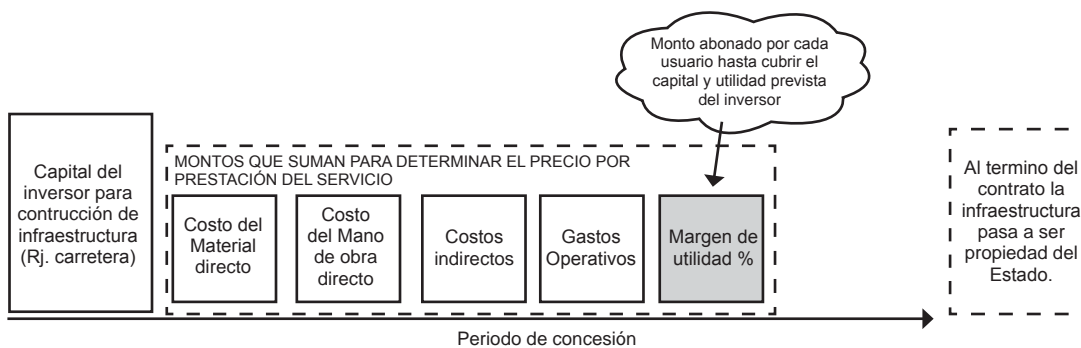 Monto abonado por cada
usuario hasta cubrir el
capital y utilidad prevista
del inversor
Capital del
inversor para
contrucción de
infraestructura
(Rj. carretera)
MONTOS QUE SUMAN PARA DETERMINAR EL PRECIO POR
PRESTACIÓN DEL SERVICIO
Costo del
Material
directo
Costo
del Mano
de obra
directo
Costos
indirectos
Gastos
Operativos
Margen de
utilidad %
Al termino del
contrato la
infraestructura
pasa a ser
propiedad del
Estado.
Periodo de concesión